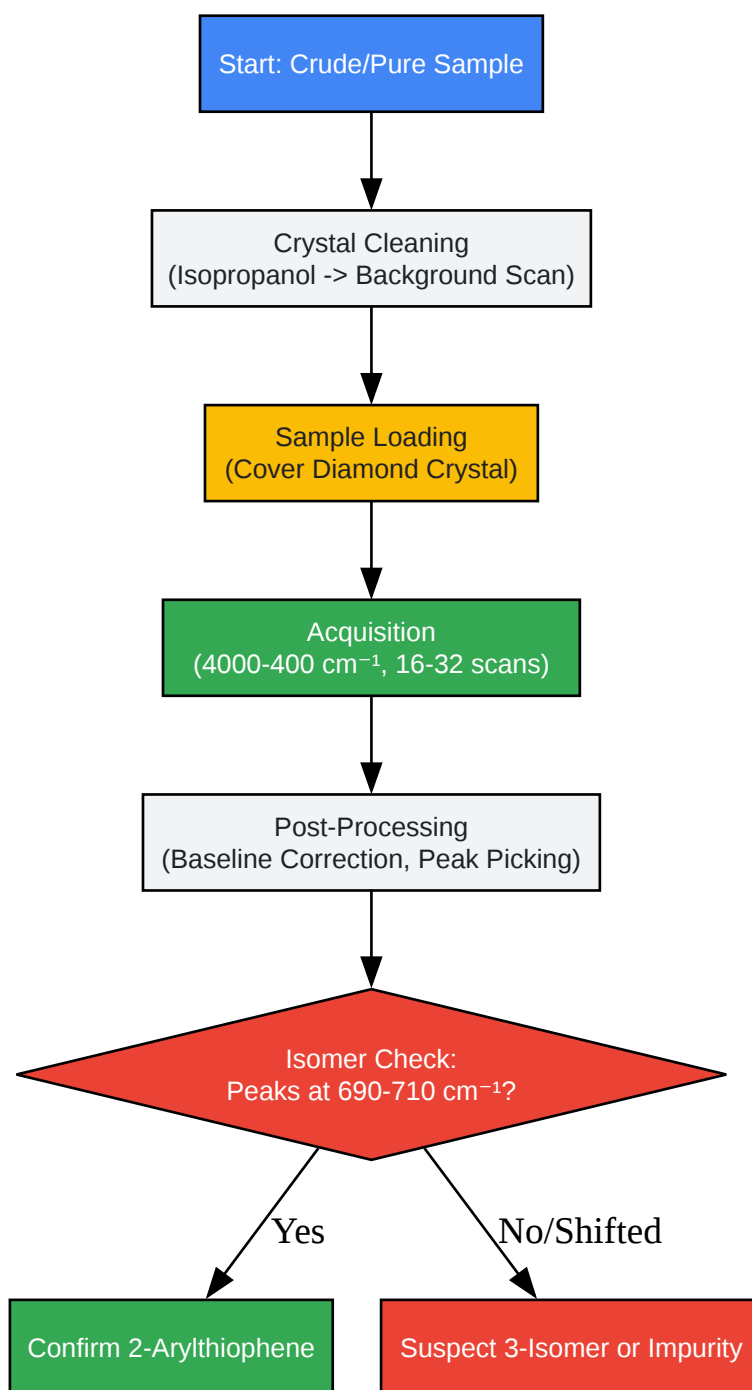 Start: Crude/Pure Sample
Crystal Cleaning
(Isopropanol -> Background Scan)
Sample Loading
(Cover Diamond Crystal)
Acquisition
(4000-400 cm⁻¹, 16-32 scans)
Post-Processing
(Baseline Correction, Peak Picking)
Isomer Check:
Peaks at 690-710 cm⁻¹?
Yes
No/Shifted
Confirm 2-Arylthiophene
Suspect 3-Isomer or Impurity